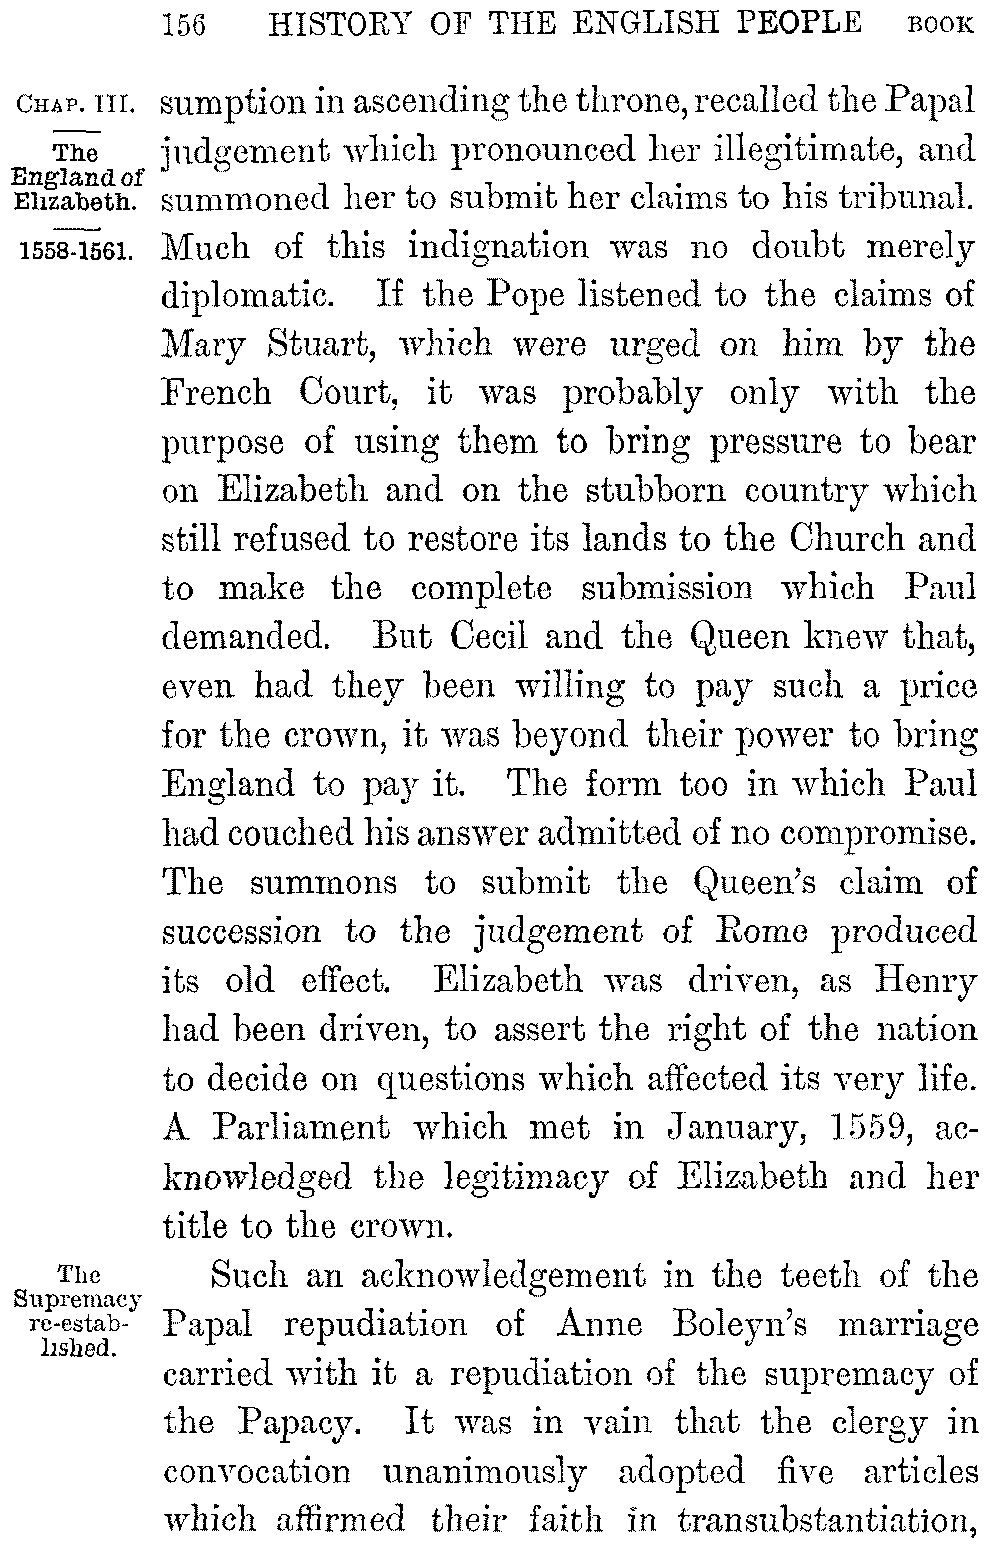 156 HISTORY OF THE ENGLISH PEOPLE BOOK
CHAP. III.
The
England of
Elizabeth.
1558-1561.
sumption in ascending the throne, recalled the Papal
judgement which pronounced her illegitimate, and
summoned her to submit her claims to his tribunal.
Much of this indignation was no doubt merely
diplomatic. If the Pope listened to the claims of
Mary Stuart, which were urged on him by the
French Court, it was probably only with the
purpose of using them to bring pressure to bear
on Elizabeth and on the stubborn country which
still refused to restore its lands to the Church and
to make the complete submission which Paul
demanded. But Cecil and the Queen knew that,
even had they been willing to pay such a price
for the crown, it was beyond their power to bring
England to pay it. The form too in which Paul
had couched his answer admitted of no compromise.
The summons to submit the Queen's claim of
succession to the judgement of Rome produced
its old effect. Elizabeth was driven, as Henry
had been driven, to assert the right of the nation
to decide on questions which affected its very life.
A Parliament which met in January, 1559, ac-
knowledged the legitimacy of Elizabeth and her
title to the crown.
The
Supremacy
re-estab-
lished.
Such an acknowledgement in the teeth of the
Papal repudiation of Anne Boleyn's marriage
carried with it a repudiation of the supremacy of
the Papacy. It was in vain that the clergy in
convocation unanimously adopted five articles
which affirmed their faith in transubstantiation,